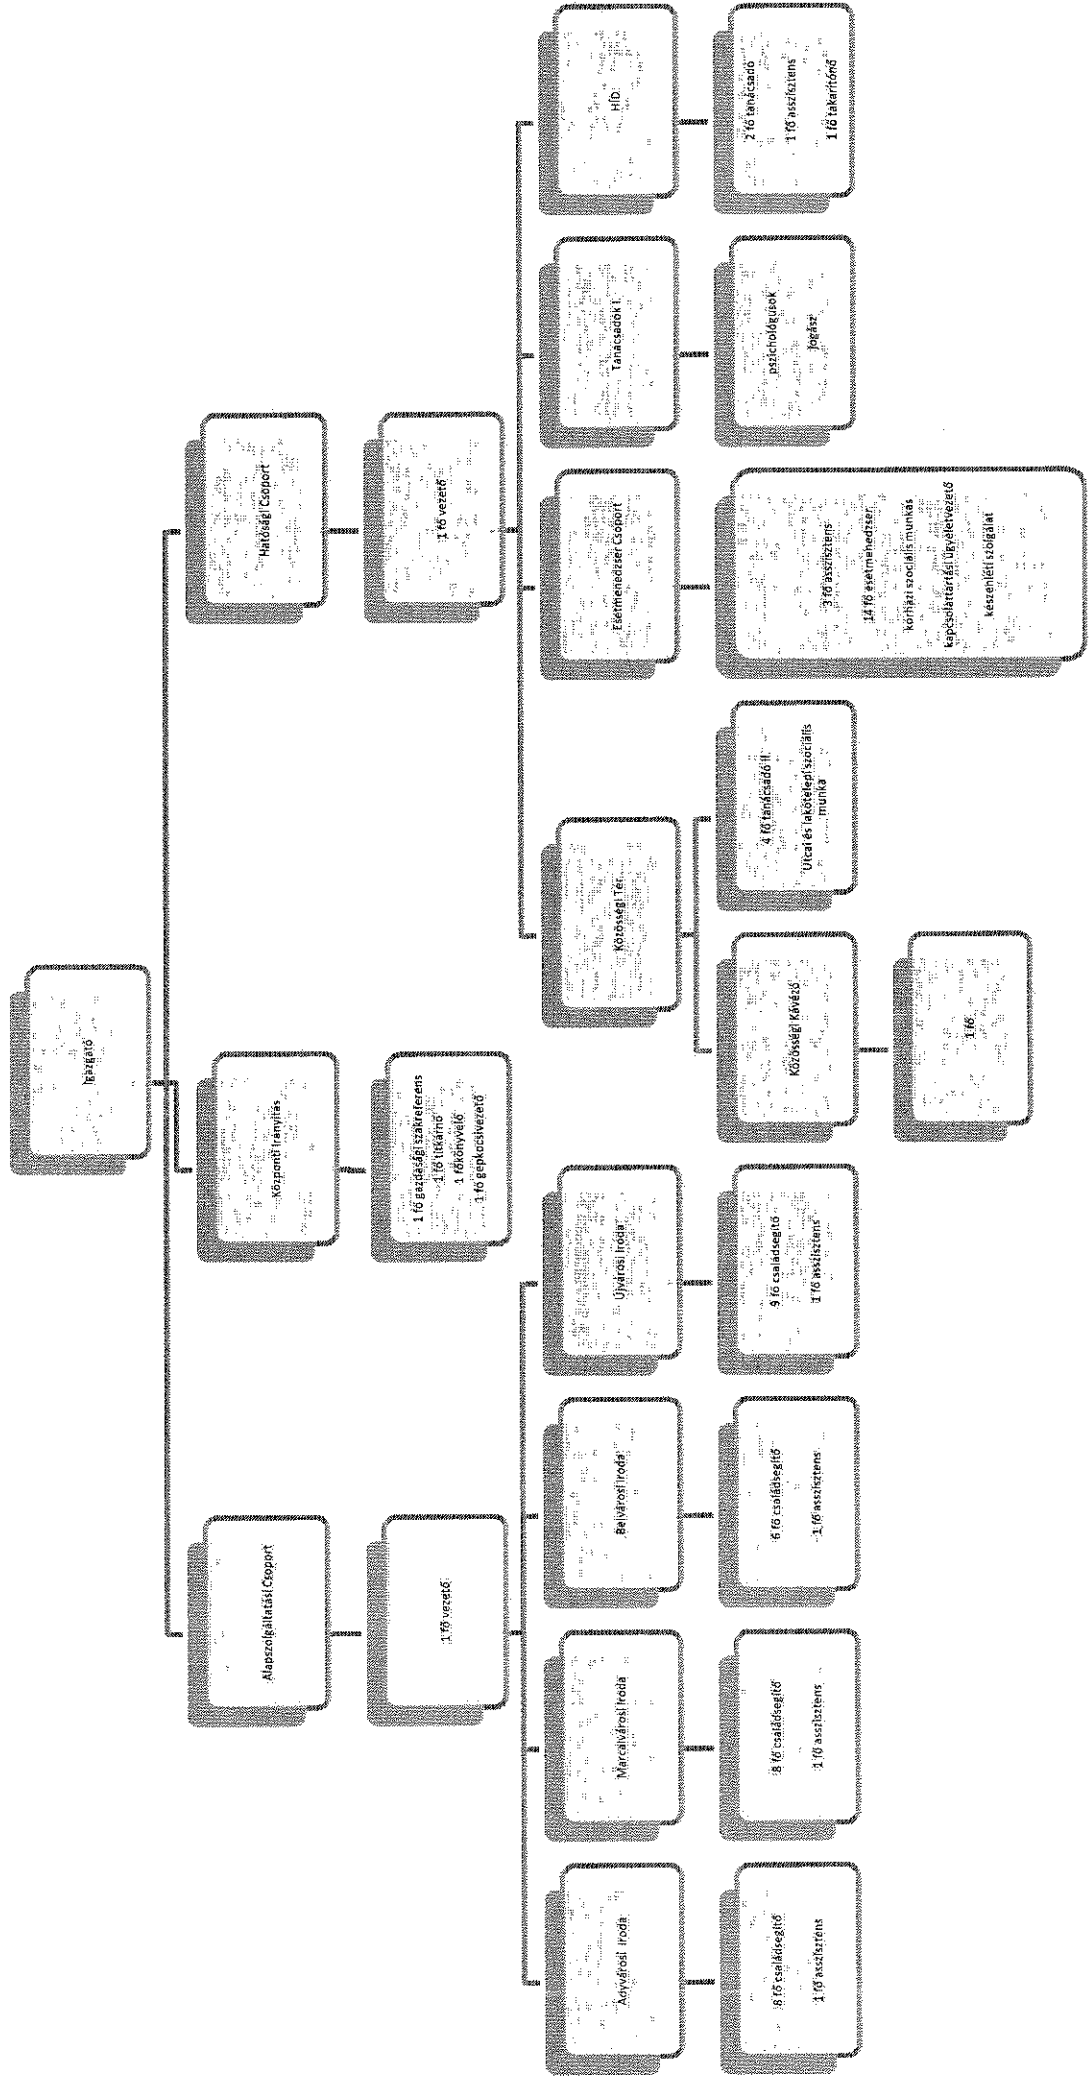 Igazgató
Alapszolgáltatási Csoport
Központi Irányítás
Hatósági Csoport
1 fő vezető
1 fő gazdasági szakreferens
1 fő titkárnő
1 főkönyvelő
1 fő gépkocsivezető
1 fő vezető
Adyvárosi Iroda
Marcalvárosi Iroda
Belvárosi Iroda
Újvárosi Iroda
Közösségi Tér
Esetmenedzser Csoport
Tanácsadók I.
HÍD
8 fő családsegítő
1 fő asszisztens
8 fő családsegítő
1 fő asszisztens
6 fő családsegítő
1 fő asszisztens
9 fő családsegítő
1 fő asszisztens
Közösségi Kávézó
4 fő tanácsadó II.
Utcai és lakótelepi szociális
munka
3 fő asszisztens
14 fő esetmenedzser
kórházi szociális munkás
kapcsolattartási ügyeletvezető
készenléti szolgálat
pszichológusok
jogász
2 fő tanácsadó
1 fő asszisztens
1 fő takarítónő
1 fő